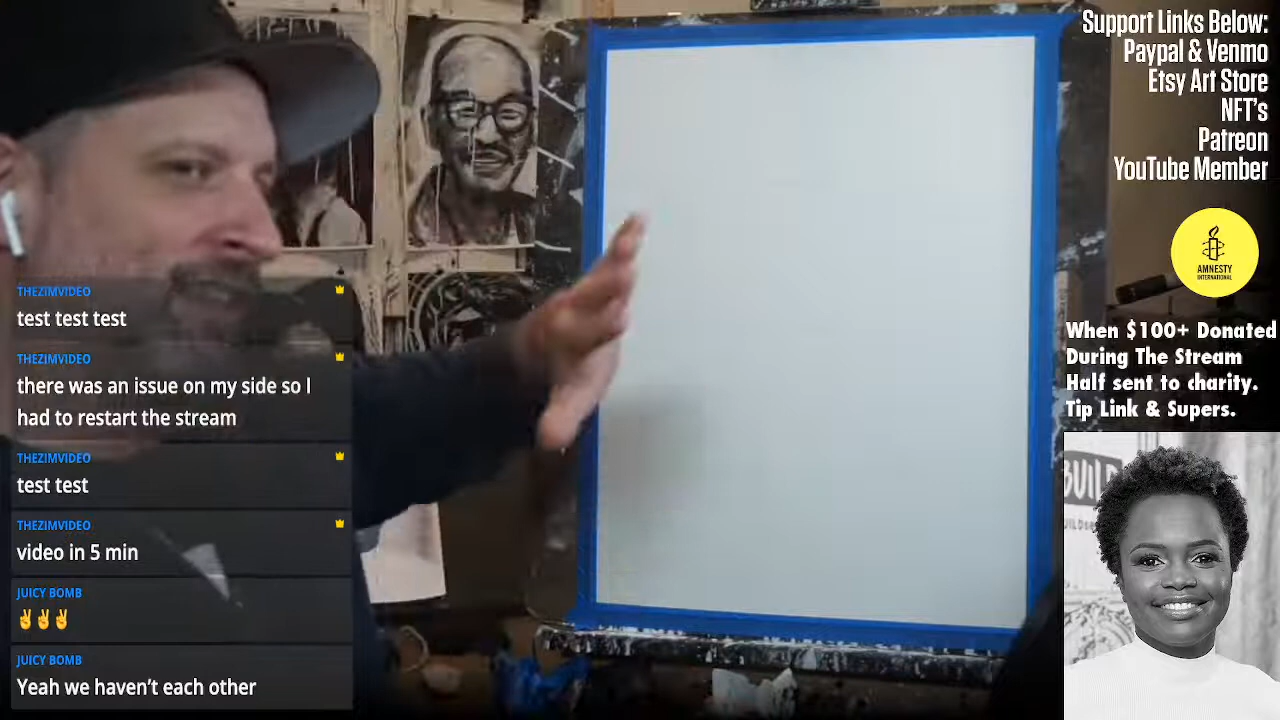 THEZIMVIDEO
test test test
THEZIMVIDEO
there was an issue on my side so I
had to restart the stream
THEZIMVIDEO
test test
THEZIMVIDEO
video in 5 min
JUICY BOMB
✌✌✌
JUICY BOMB
Yeah we haven't each other
Support Links Below:
Paypal & Venmo
Etsy Art Store
NFT's
Patreon
YouTube Member
AMNESTY
INTERNATIONAL
When $100+ Donated
During The Stream
Half sent to charity.
Tip Link & Supers.
BUILD